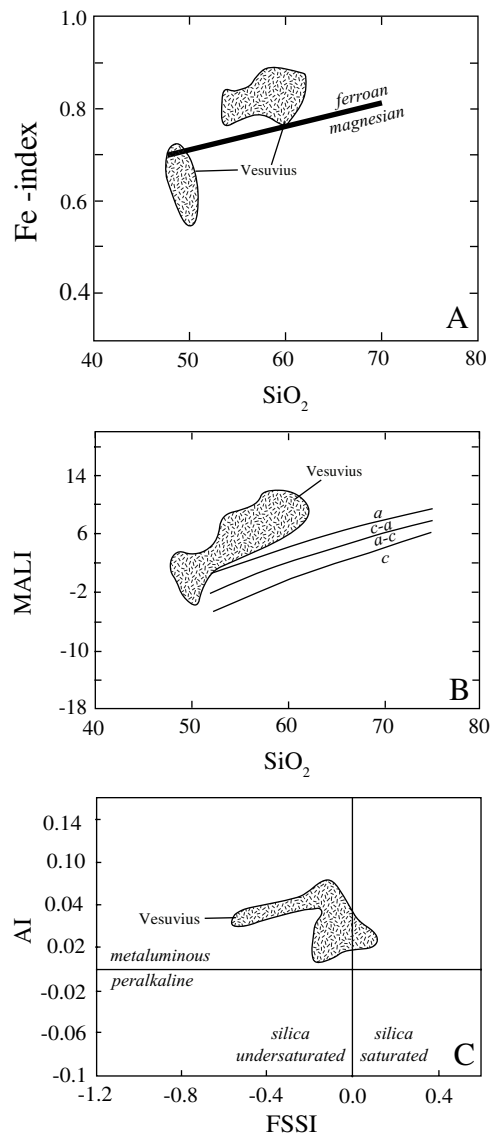 1.0
0.8
0.6
0.4
Fe -index
ferroan
magnesian
Vesuvius
A
40 50 60 70 80
SiO2
14
6
-2
-10
-18
MALI
Vesuvius
a
c-a
a-c
c
B
40 50 60 70 80
SiO2
0.14
0.10
0.04
0.02
-0.02
-0.06
-0.1
AI
Vesuvius
metaluminous
peralkaline
silica silica
undersaturated saturated
C
-1.2 -0.8 -0.4 0.0 0.4
FSSI